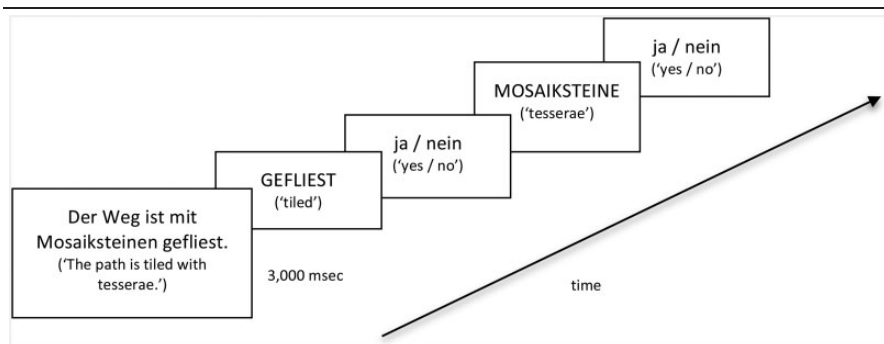 ja / nein
('yes / no')
MOSAIKSTEINE
('tesserae')
ja / nein
('yes / no')
GEFLIEST
('tiled')
Der Weg ist mit
Mosaiksteinen gefliest.
('The path is tiled with
tesserae.')
3,000 msec
time